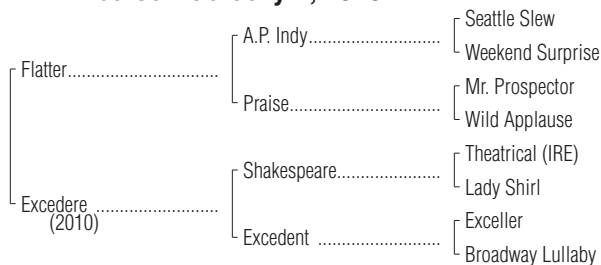 Seattle Slew
A.P. Indy
Weekend Surprise
Flatter
Mr. Prospector
Praise
Wild Applause
Theatrical (IRE)
Shakespeare
Lady Shirl
Excedere
(2010)
Exceller
Excedent
Broadway Lullaby